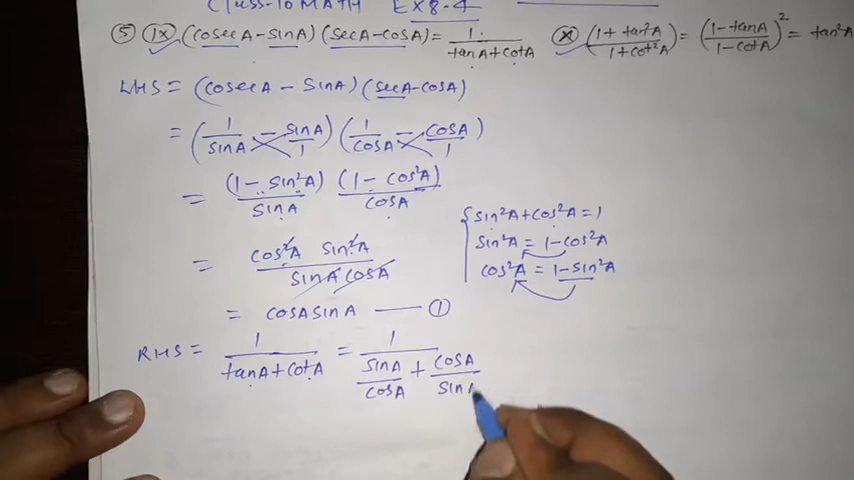 Class-10 MATH EX 8.4
⑤ ⅠX (cosecA - sinA) (secA - cosA) = 1/(tanA + cotA) Ⓧ (1 + tan²A / 1 + cot²A) = (1 - tanA / 1 - cotA)² = tan²A
LHS = (cosecA - sinA) (secA - cosA)
= (1/sinA - sinA/1) (1/cosA - cosA/1)
= (1 - sin²A)/sinA (1 - cos²A)/cosA
{sin²A + cos²A = 1
sin²A = 1 - cos²A
cos²A = 1 - sin²A
= cos²A sin²A / sinA cosA
= cosA sinA — ①
RHS = 1/(tanA + cotA) = 1/(sinA/cosA + cosA/sinA)